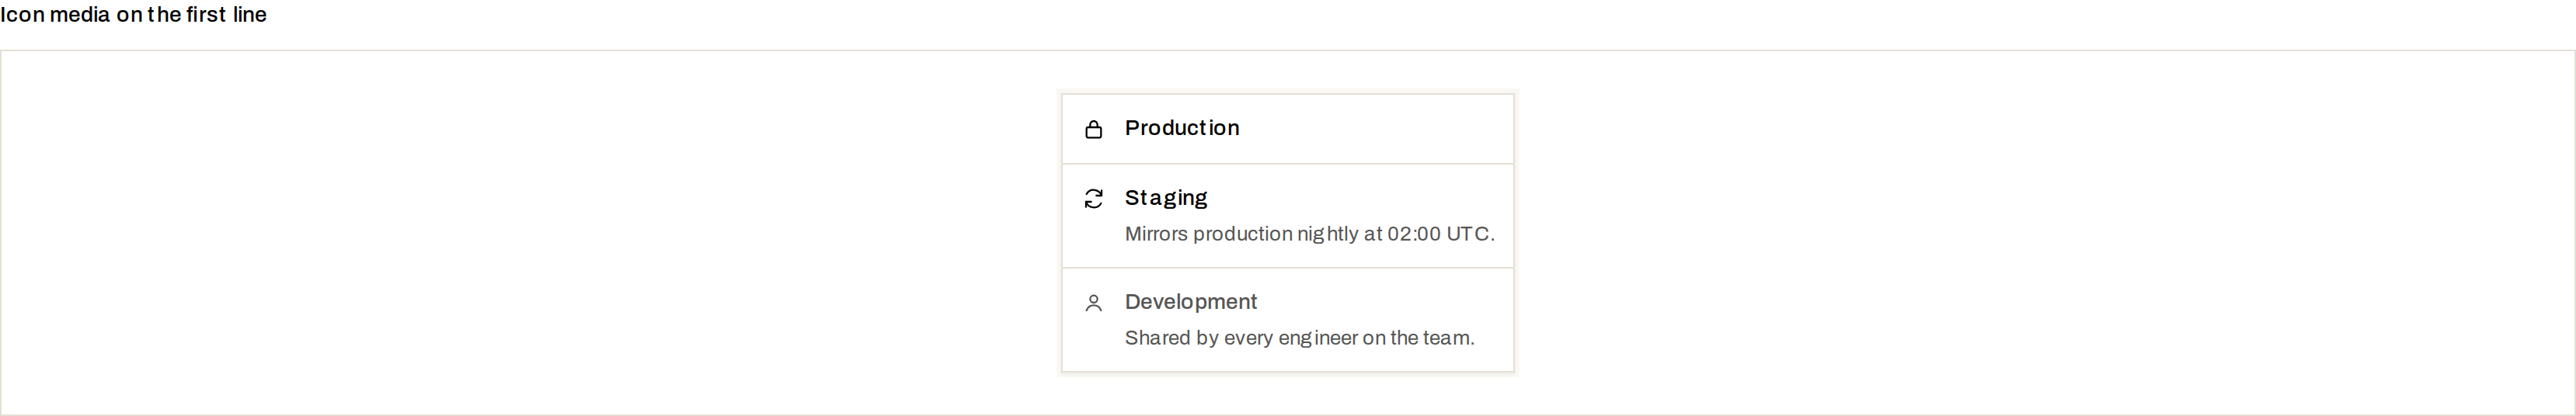 Icon media on the first line
Production
Staging
Mirrors production nightly at 02:00 UTC.
Development
Shared by every engineer on the team.